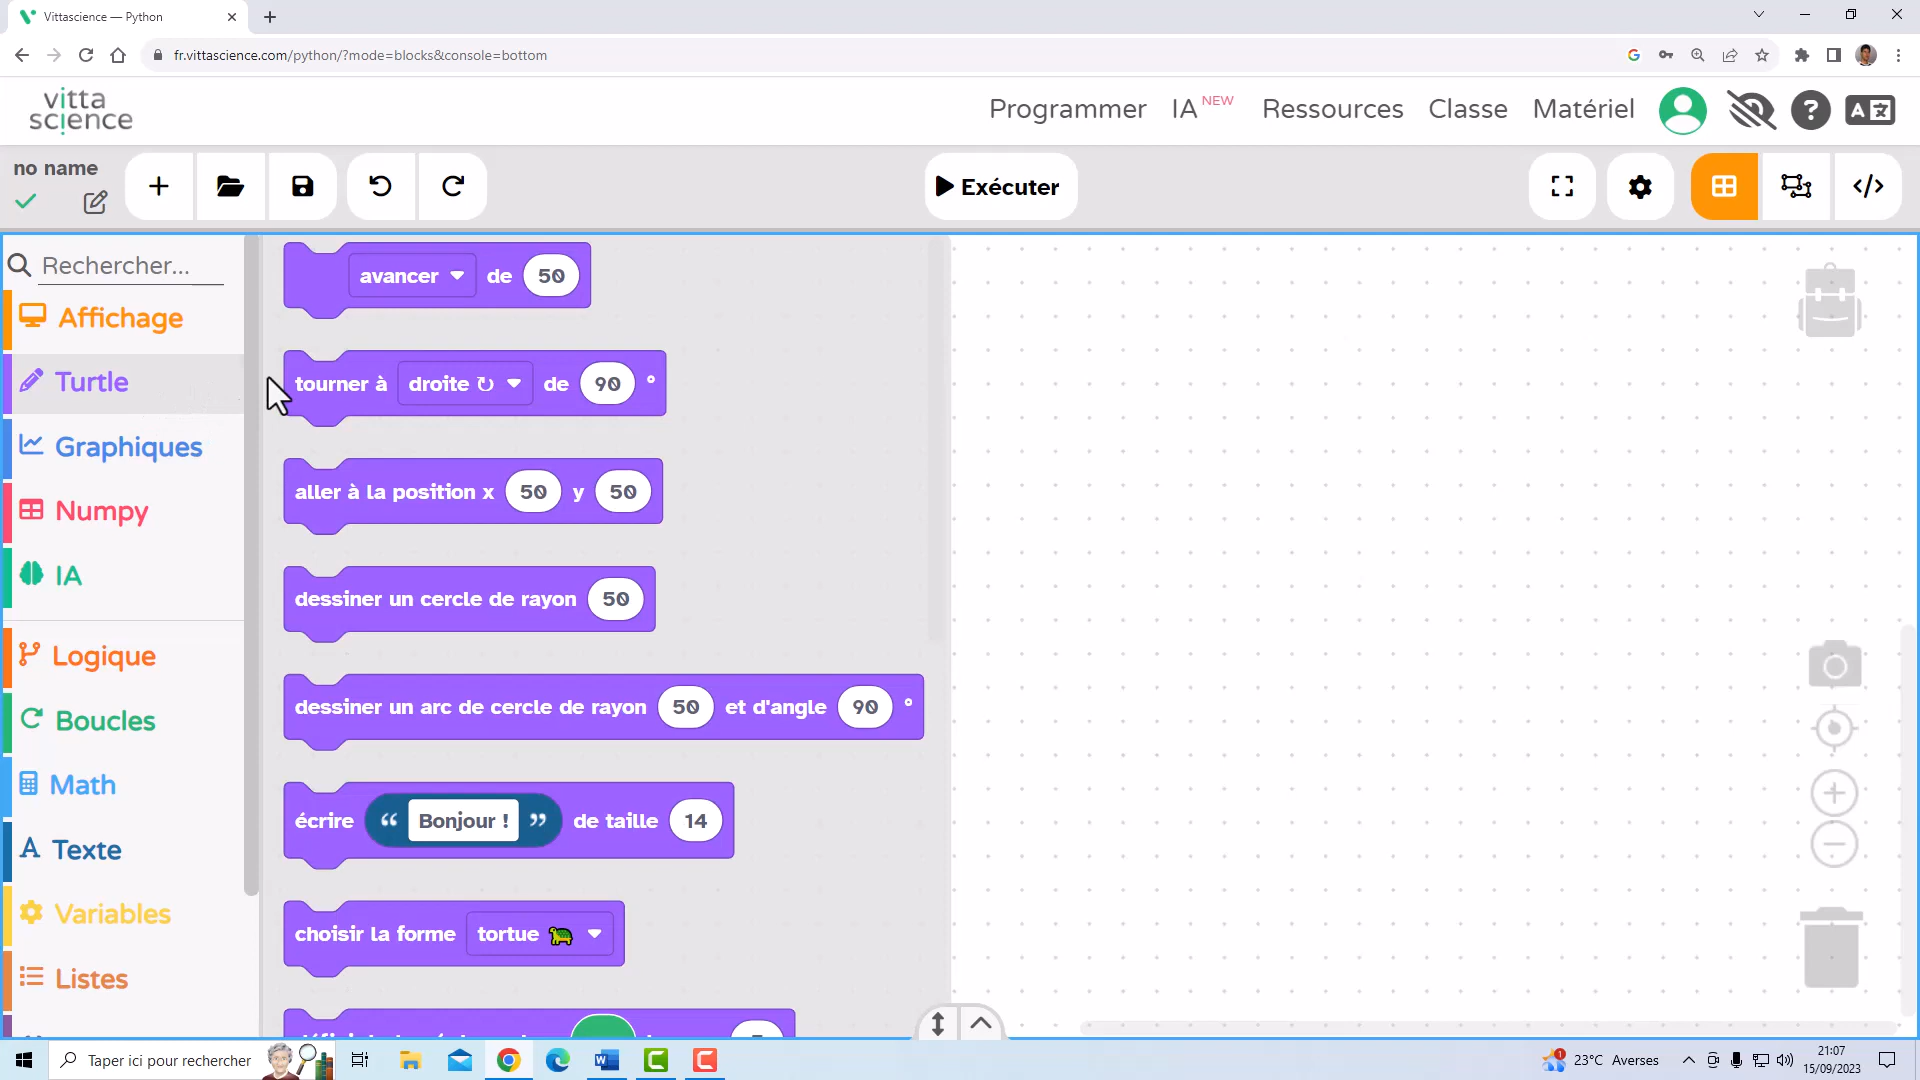 Vittascience — Python
fr.vittascience.com/python/?mode=blocks&console=bottom
vitta
science
Programmer IA NEW Ressources Classe Matériel
no name
Exécuter
Rechercher...
Affichage
Turtle
Graphiques
Numpy
IA
Logique
Boucles
Math
Texte
Variables
Listes
avancer de 50
tourner à droite ↻ de 90 °
aller à la position x 50 y 50
dessiner un cercle de rayon 50
dessiner un arc de cercle de rayon 50 et d'angle 90 °
écrire “ Bonjour ! ” de taille 14
choisir la forme tortue
Taper ici pour rechercher
23°C Averses
21:07
15/09/2023